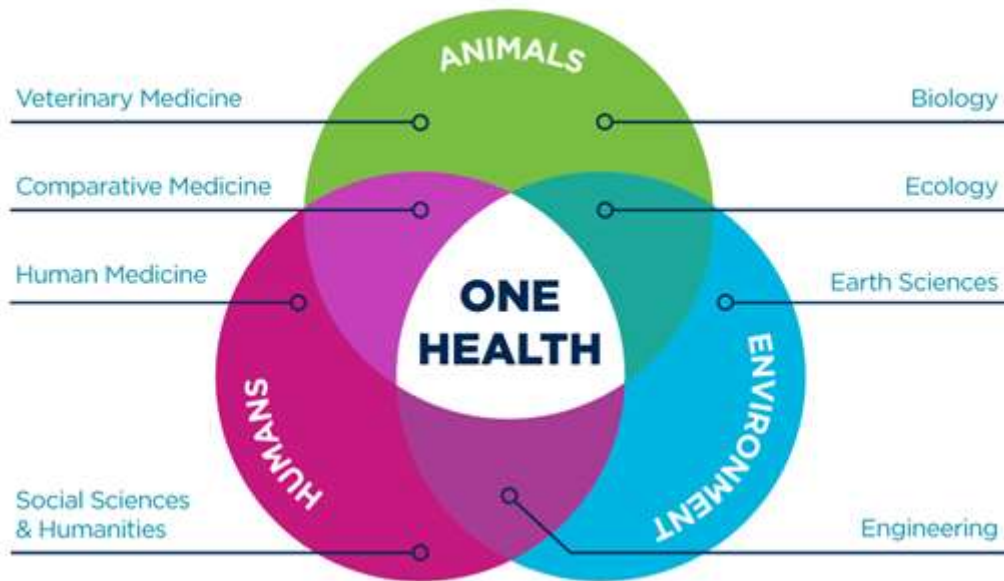 ANIMALS
Veterinary Medicine
Biology
Comparative Medicine
Ecology
Human Medicine
Earth Sciences
ONE
HEALTH
HUMANS
ENVIRONMENT
Social Sciences
& Humanities
Engineering